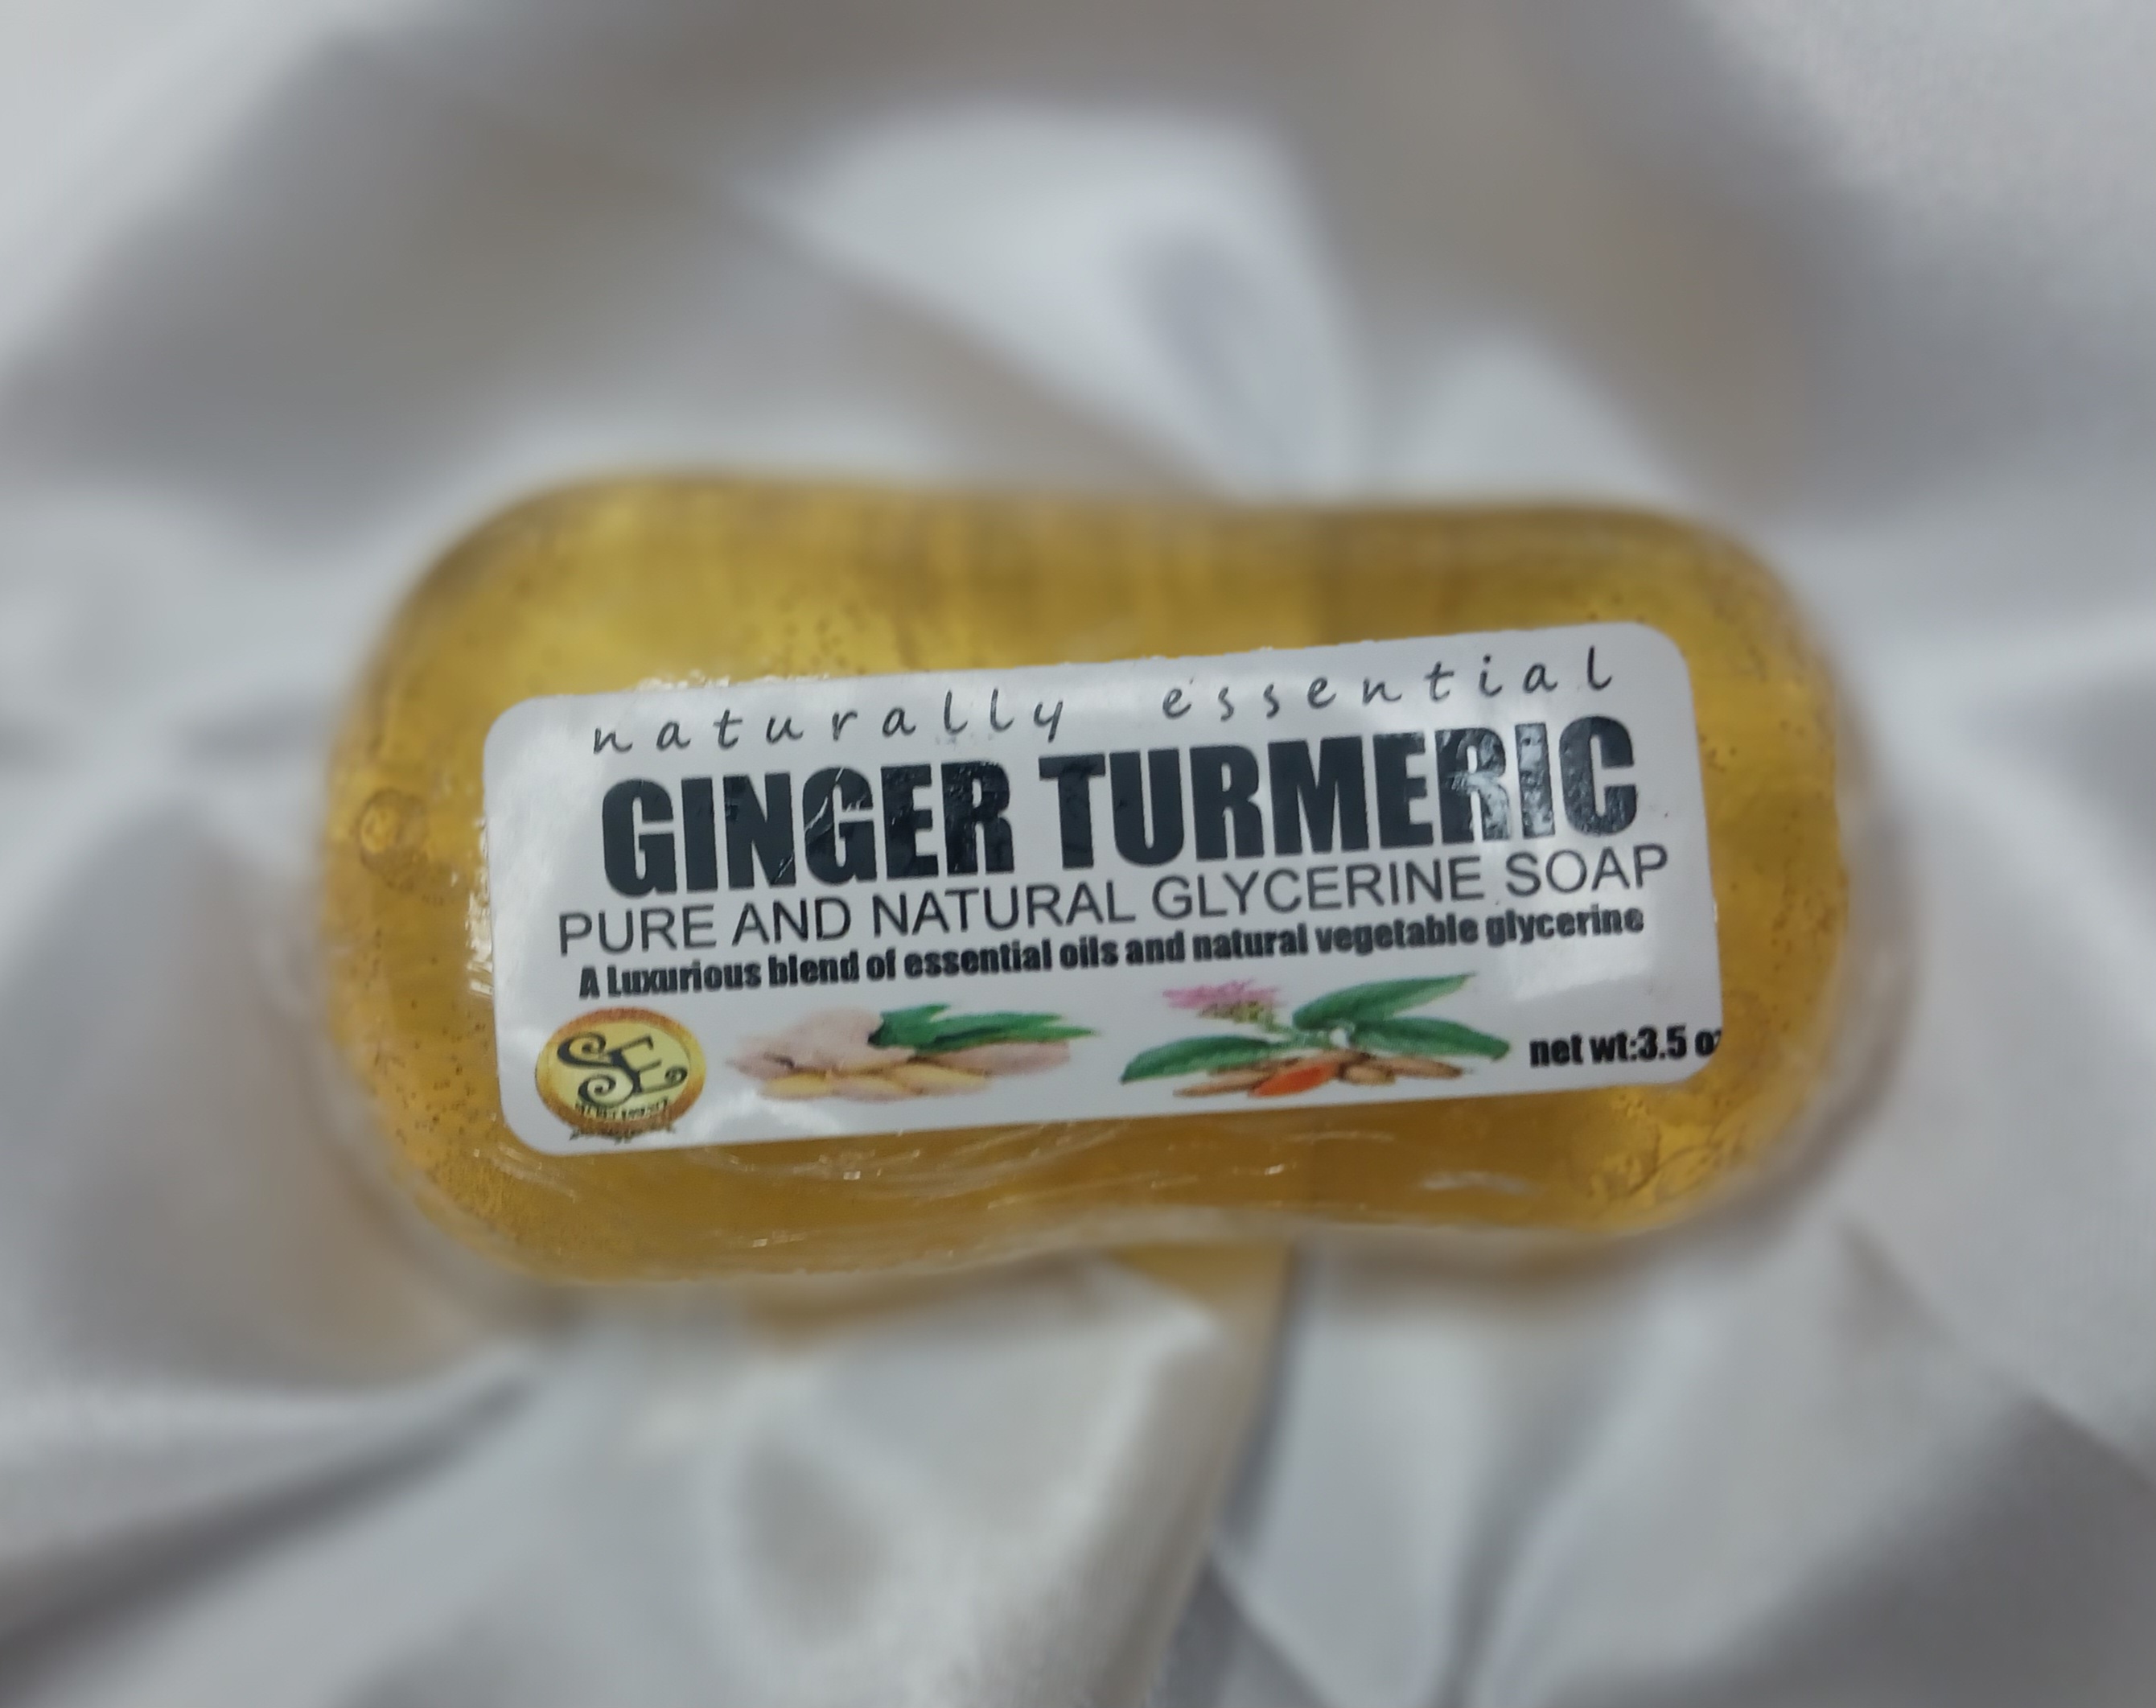 naturally essential
GINGER TURMERIC
PURE AND NATURAL GLYCERINE SOAP
A Luxurious blend of essential oils and natural vegetable glycerine
SE
net wt:3.5 oz